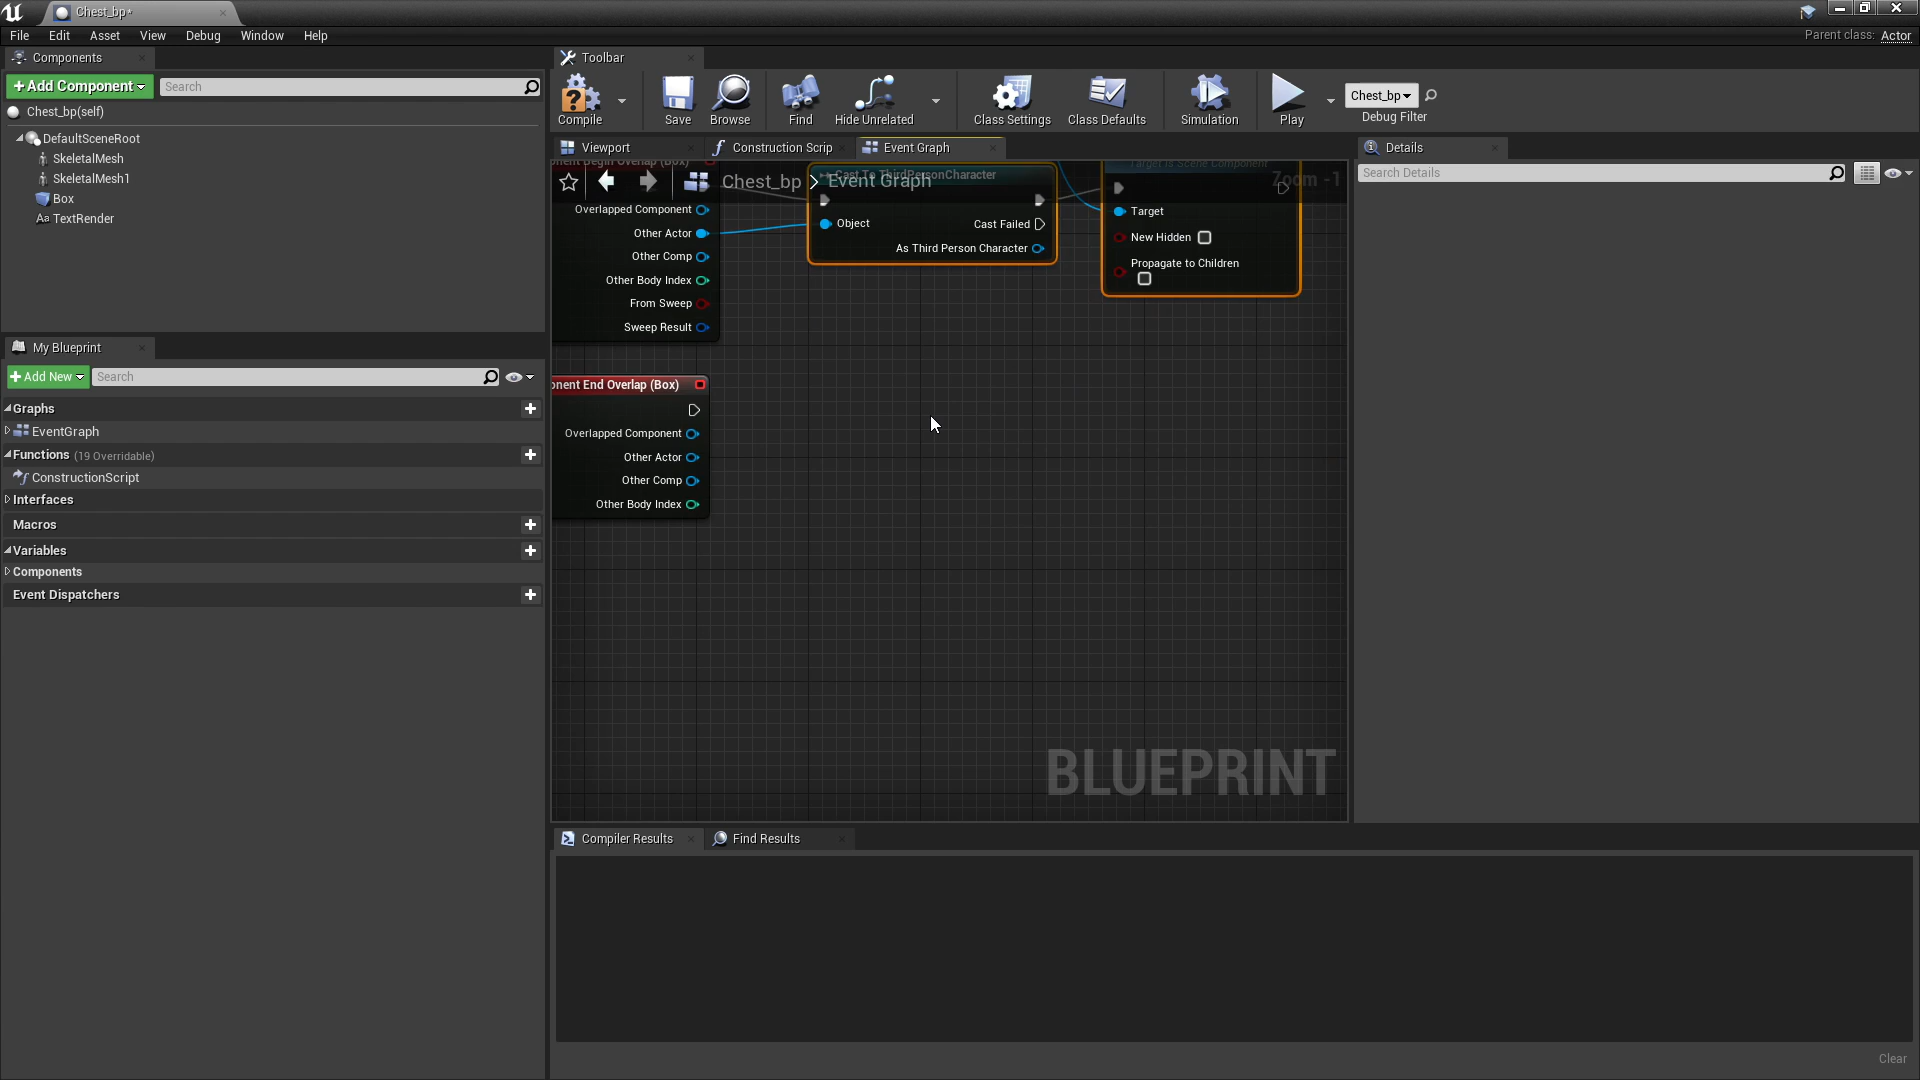 Chest_bp*
File Edit Asset View Debug Window Help
Parent class: Actor
Components
Toolbar
+ Add Component
Search
Chest_bp(self)
DefaultSceneRoot
SkeletalMesh
SkeletalMesh1
Box
TextRender
Compile
Save
Browse
Find
Hide Unrelated
Class Settings
Class Defaults
Simulation
Play
Chest_bp
Debug Filter
Viewport
Construction Scrip
Event Graph
Details
Search Details
My Blueprint
+ Add New
Search
Graphs
EventGraph
Functions (19 Overridable)
ConstructionScript
Interfaces
Macros
Variables
Components
Event Dispatchers
Chest_bp > Event Graph
Zoom -1
onent Begin Overlap (Box)
Overlapped Component
Other Actor
Other Comp
Other Body Index
From Sweep
Sweep Result
Cast To ThirdPersonCharacter
Object
Cast Failed
As Third Person Character
Target is Scene Component
Target
New Hidden
Propagate to Children
onent End Overlap (Box)
Overlapped Component
Other Actor
Other Comp
Other Body Index
BLUEPRINT
Compiler Results
Find Results
Clear